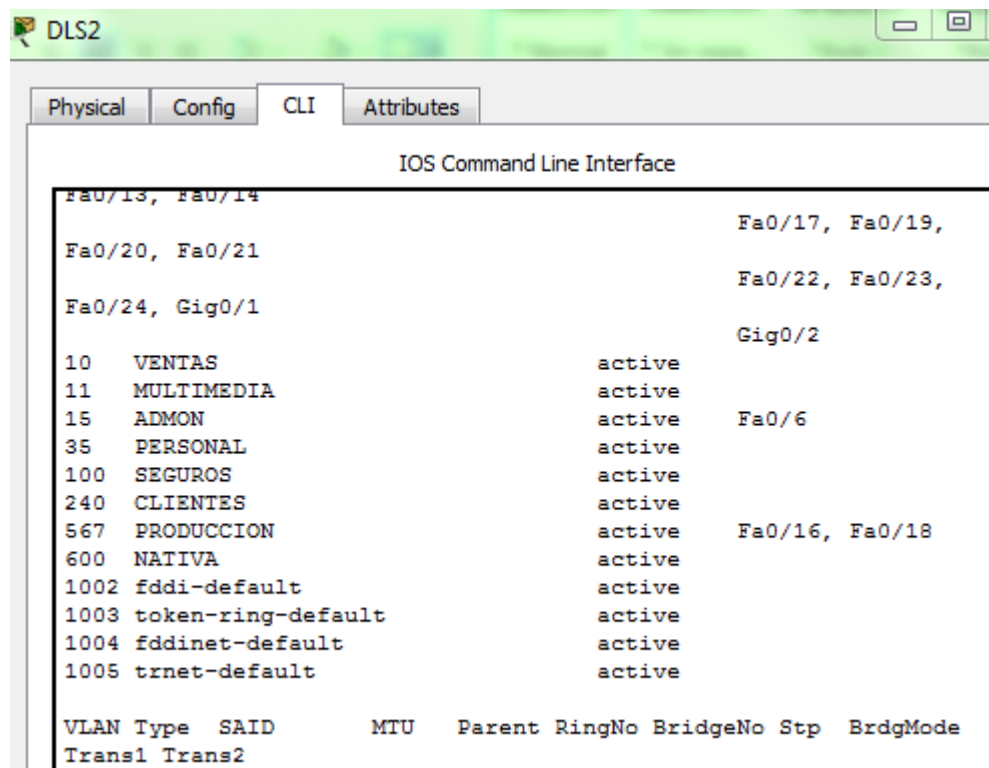 DLS2
Physical Config CLI Attributes
IOS Command Line Interface
Fa0/13, Fa0/14
Fa0/17, Fa0/19,
Fa0/20, Fa0/21
Fa0/22, Fa0/23,
Fa0/24, Gig0/1
Gig0/2
10 VENTAS active
11 MULTIMEDIA active
15 ADMON active Fa0/6
35 PERSONAL active
100 SEGUROS active
240 CLIENTES active
567 PRODUCCION active Fa0/16, Fa0/18
600 NATIVA active
1002 fddi-default active
1003 token-ring-default active
1004 fddinet-default active
1005 trnet-default active
VLAN Type SAID MTU Parent RingNo BridgeNo Stp BrdgMode
Trans1 Trans2